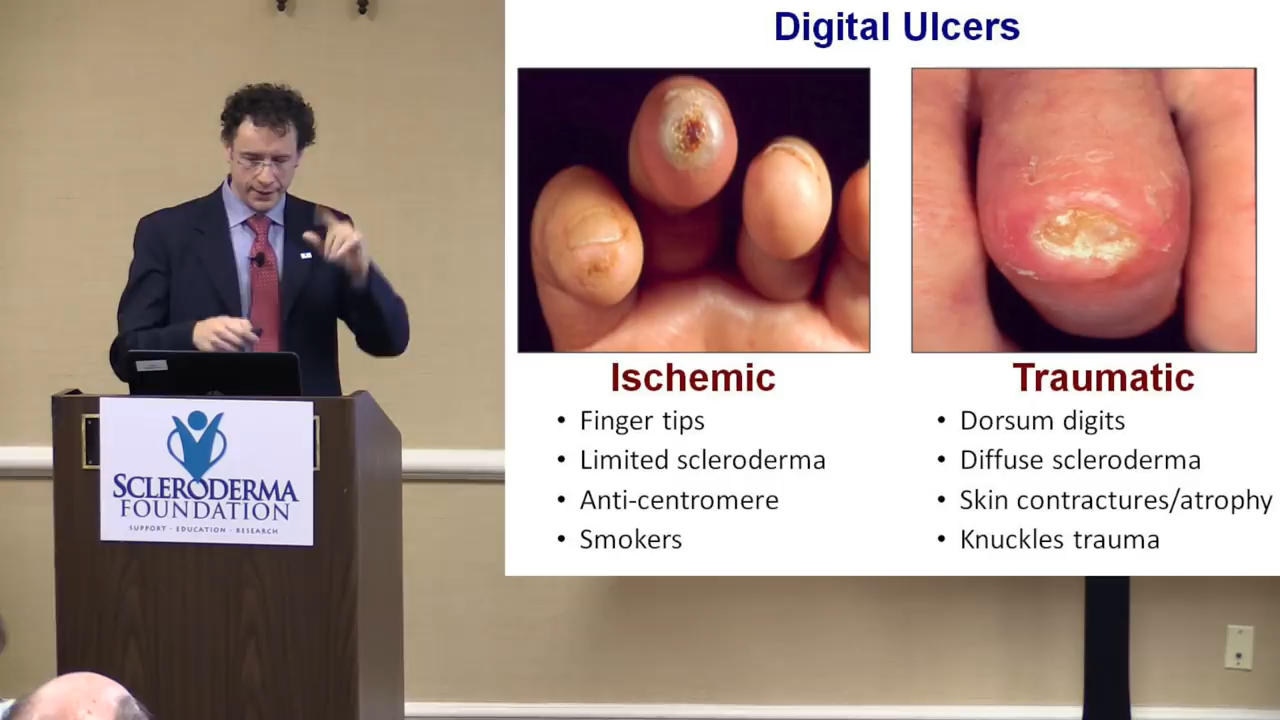 Digital Ulcers
Ischemic
• Finger tips
• Limited scleroderma
• Anti-centromere
• Smokers
Traumatic
• Dorsum digits
• Diffuse scleroderma
• Skin contractures/atrophy
• Knuckles trauma
SCLERODERMA
FOUNDATION
SUPPORT · EDUCATION · RESEARCH